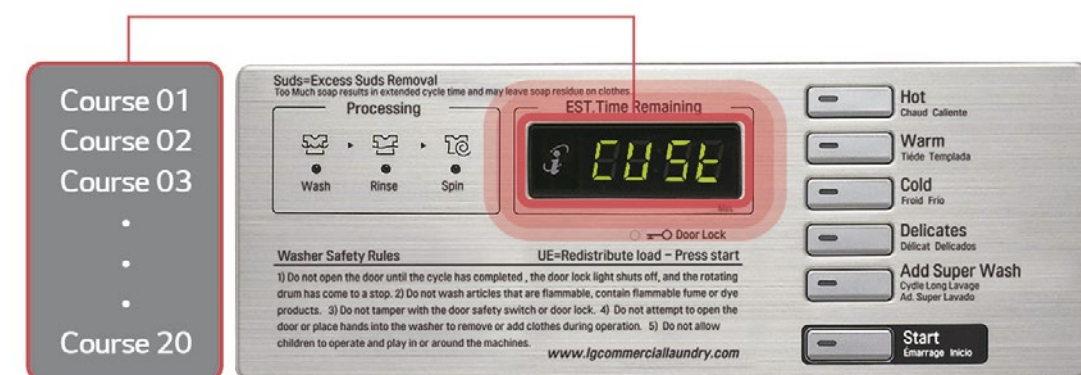 Course 01
Course 02
Course 03
Course 20
Suds=Excess Suds Removal
Too Much soap results in extended cycle time and may leave soap residue on clothes.
Processing
Wash
Rinse
Spin
EST.Time Remaining
CUSt
Door Lock
Washer Safety Rules
UE=Redistribute load – Press start
1) Do not open the door until the cycle has completed , the door lock light shuts off, and the rotating
drum has come to a stop. 2) Do not wash articles that are flammable, contain flammable fume or dye
products. 3) Do not tamper with the door safety switch or door lock. 4) Do not attempt to open the
door or place hands into the washer to remove or add clothes during operation. 5) Do not allow
children to operate and play in or around the machines.
www.lgcommerciallaundry.com
Hot
Chaud Caliente
Warm
Tiéde Templada
Cold
Froid Frío
Delicates
Délicat Delicados
Add Super Wash
Cydle Long Lavage
Ad. Super Lavado
Start
Émarrage Inicio